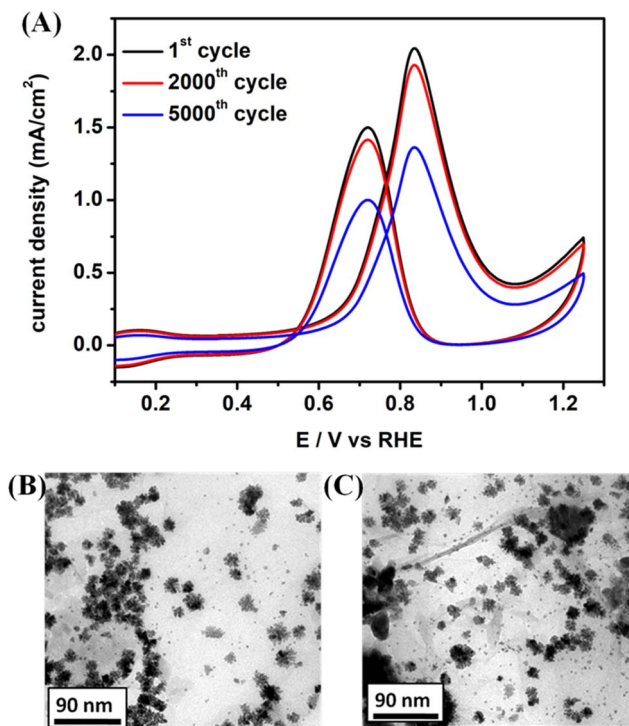 (A)
1st cycle
2000th cycle
5000th cycle
current density (mA/cm2)
2.0
1.5
1.0
0.5
0.0
0.2 0.4 0.6 0.8 1.0 1.2
E / V vs RHE
(B) (C)
90 nm 90 nm